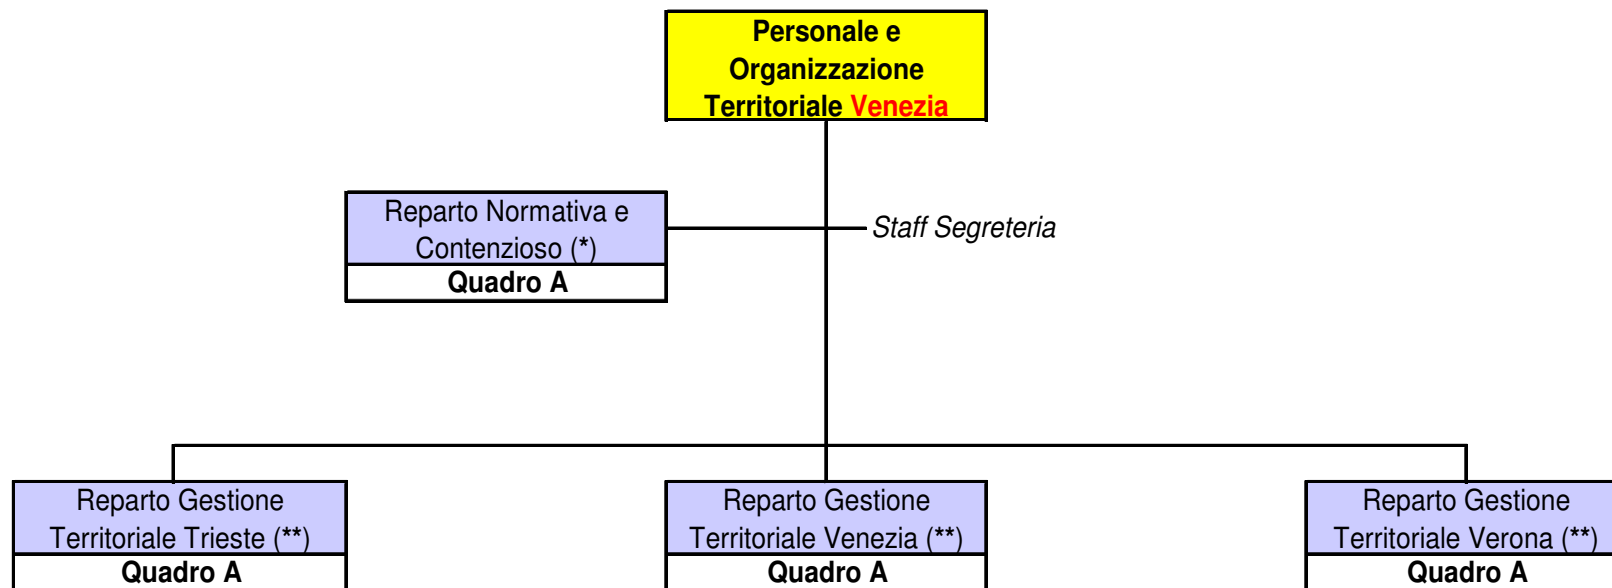 Personale e
Organizzazione
Territoriale Venezia
Reparto Normativa e
Contenzioso (*)
Quadro A
Staff Segreteria
Reparto Gestione
Territoriale Trieste (**)
Quadro A
Reparto Gestione
Territoriale Venezia (**)
Quadro A
Reparto Gestione
Territoriale Verona (**)
Quadro A